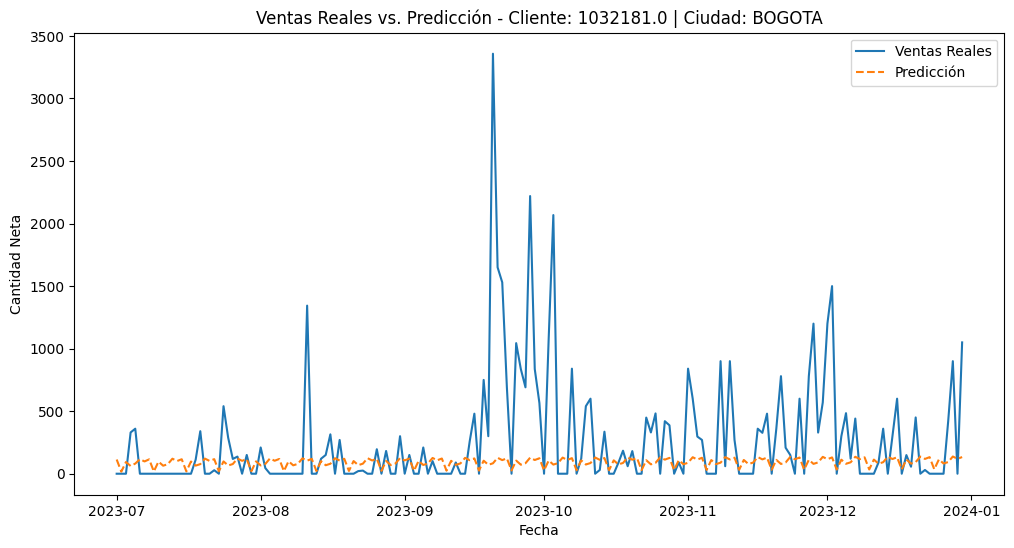 Ventas Reales vs. Predicción - Cliente: 1032181.0 | Ciudad: BOGOTA
Ventas Reales
Predicción
Cantidad Neta
3500
3000
2500
2000
1500
1000
500
0
2023-07 2023-08 2023-09 2023-10 2023-11 2023-12 2024-01
Fecha